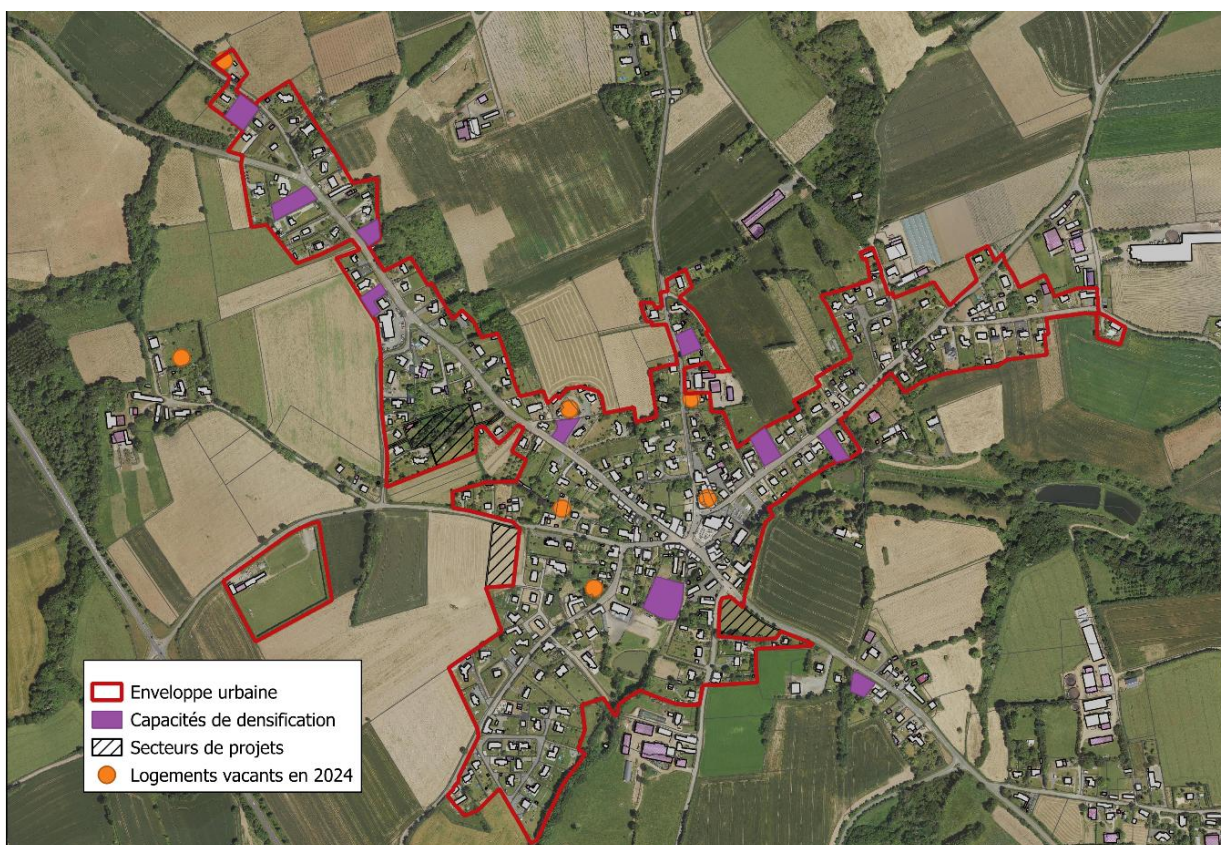 Enveloppe urbaine
Capacités de densification
Secteurs de projets
Logements vacants en 2024